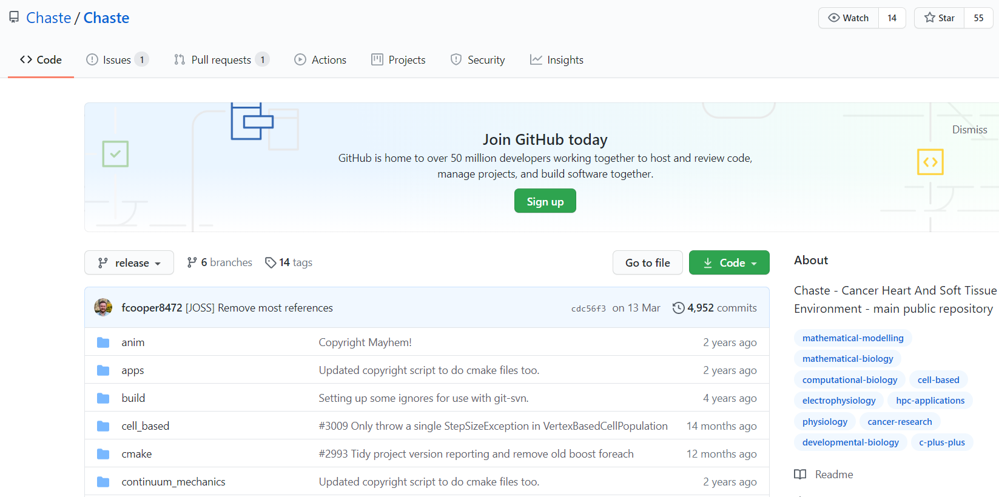 Chaste / Chaste
Watch 14 Star 55
Code Issues 1 Pull requests 1 Actions Projects Security Insights
Join GitHub today
Dismiss
GitHub is home to over 50 million developers working together to host and review code,
manage projects, and build software together.
Sign up
release 6 branches 14 tags Go to file Code
fcooper8472 [JOSS] Remove most references cdc56f3 on 13 Mar 4,952 commits
anim Copyright Mayhem! 2 years ago
apps Updated copyright script to do cmake files too. 2 years ago
build Setting up some ignores for use with git-svn. 4 years ago
cell_based #3009 Only throw a single StepSizeException in VertexBasedCellPopulation 14 months ago
cmake #2993 Tidy project version reporting and remove old boost foreach 12 months ago
continuum_mechanics Updated copyright script to do cmake files too. 2 years ago
About
Chaste - Cancer Heart And Soft Tissue
Environment - main public repository
mathematical-modelling
mathematical-biology
computational-biology cell-based
electrophysiology hpc-applications
physiology cancer-research
developmental-biology c-plus-plus
Readme